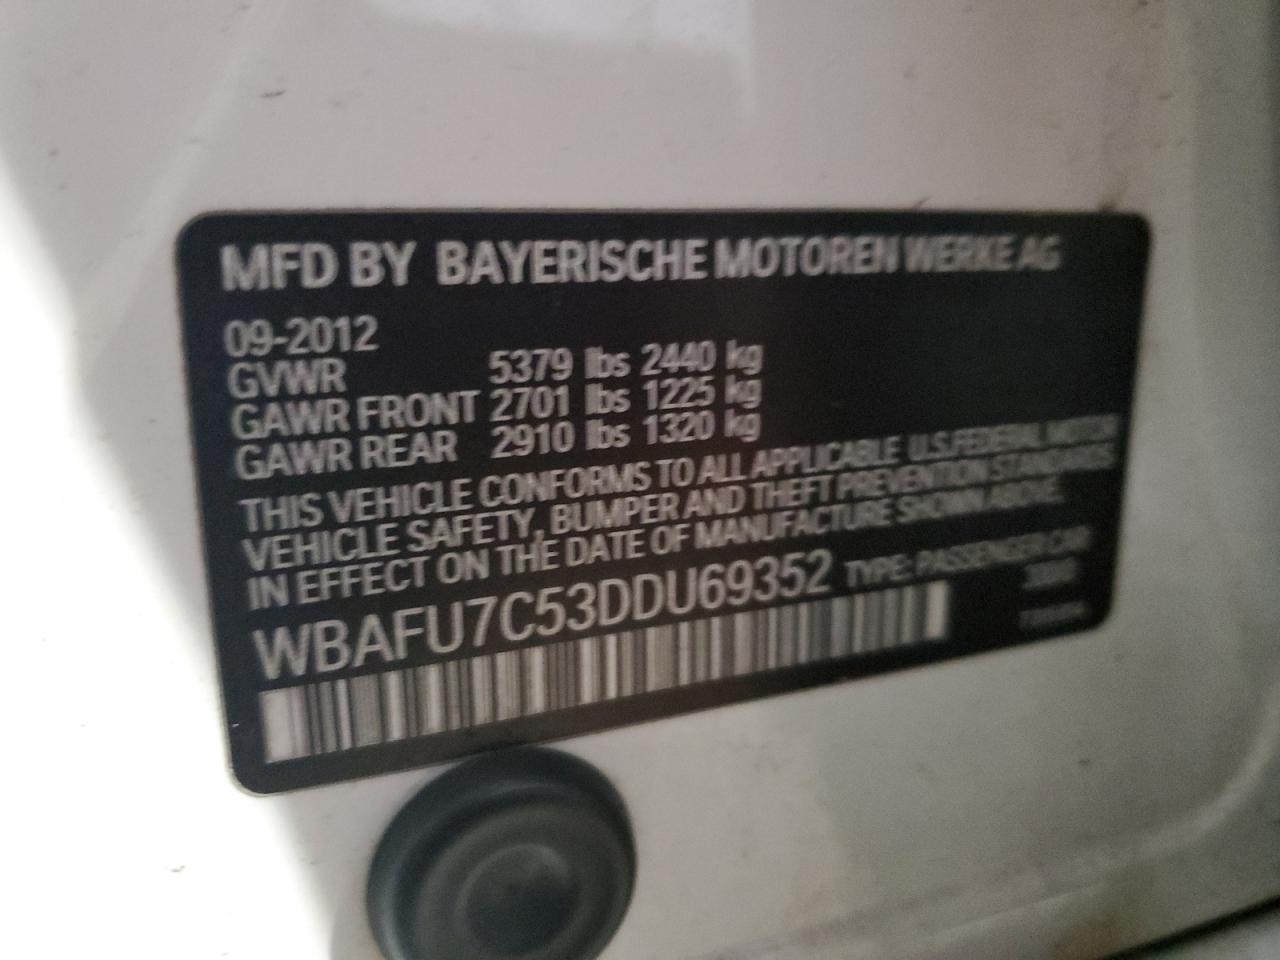 MFD BY BAYERISCHE MOTOREN WERKE AG
09-2012
GVWR 5379 lbs 2440 kg
GAWR FRONT 2701 lbs 1225 kg
GAWR REAR 2910 lbs 1320 kg
THIS VEHICLE CONFORMS TO ALL APPLICABLE U.S.FEDERAL MOTOR
VEHICLE SAFETY, BUMPER AND THEFT PREVENTION STANDARDS
IN EFFECT ON THE DATE OF MANUFACTURE SHOWN ABOVE.
WBAFU7C53DDU69352 TYPE: PASSENGER CAR